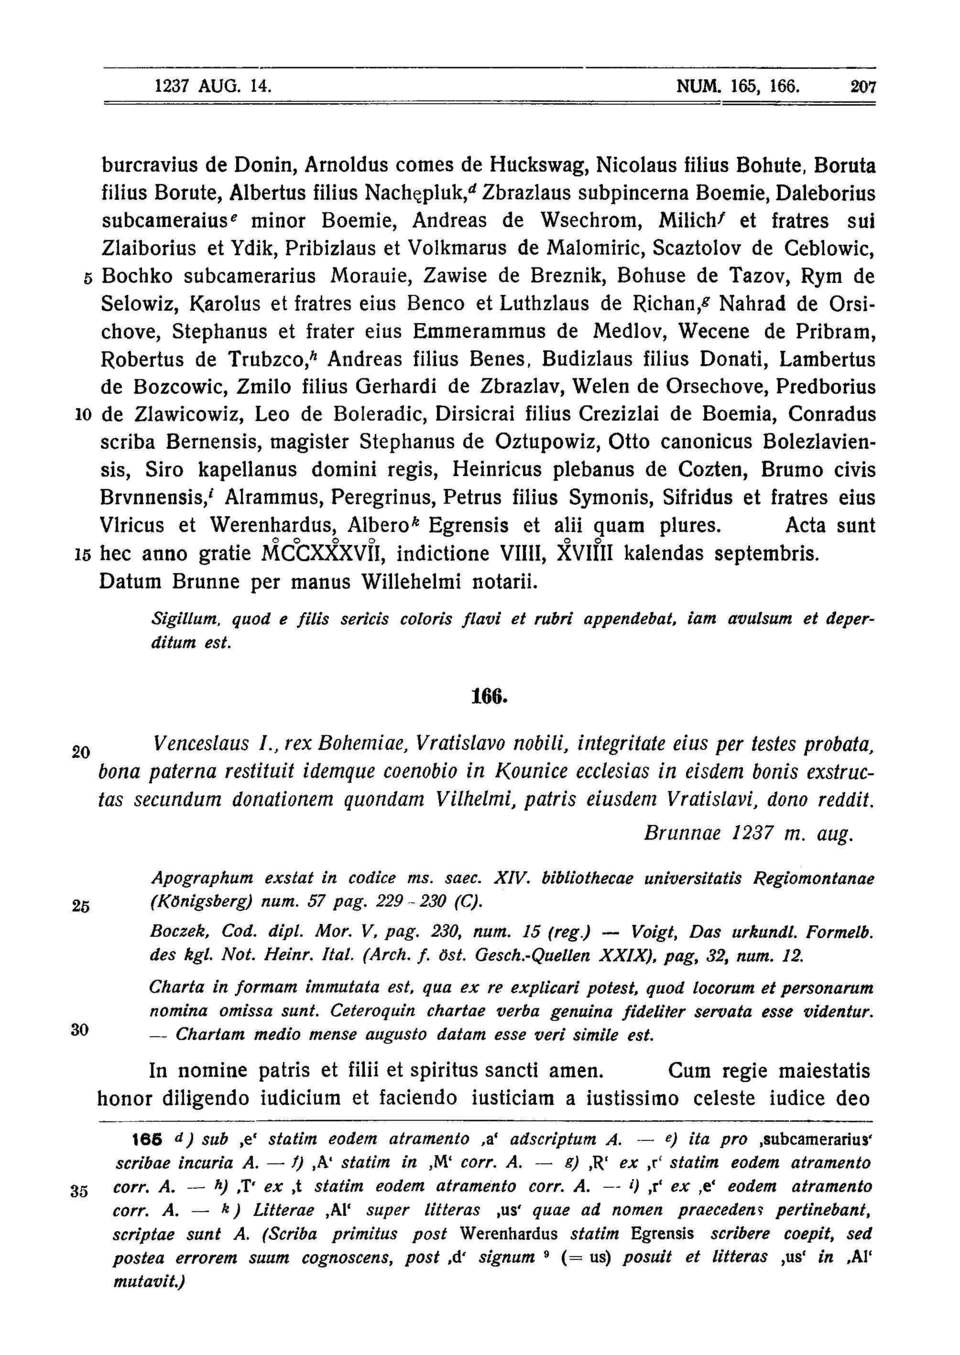 1237 AUG. 14. NUM. 165, 166. 207
burcravius de Donin, Arnoldus comes de Huckswag, Nicolaus filius Bohute, Boruta
filius Borute, Albertus filius Nachępluk,ᵈ Zbrazlaus subpincerna Boemie, Daleborius
subcameraiusᵉ minor Boemie, Andreas de Wsechrom, Milichᶠ et fratres sui
Zlaiborius et Ydik, Pribizlaus et Volkmarus de Malomiric, Scaztolov de Ceblowic,
5 Bochko subcamerarius Morauie, Zawise de Breznik, Bohuse de Tazov, Rym de
Selowiz, Karolus et fratres eius Benco et Luthzlaus de Richan,ᵍ Nahrad de Orsi-
chove, Stephanus et frater eius Emmerammus de Medlov, Wecene de Pribram,
Robertus de Trubzco,ʰ Andreas filius Benes, Budizlaus filius Donati, Lambertus
de Bozcowic, Zmilo filius Gerhardi de Zbrazlav, Welen de Orsechove, Predborius
10 de Zlawicowiz, Leo de Boleradic, Dirsicrai filius Crezizlai de Boemia, Conradus
scriba Bernensis, magister Stephanus de Oztupowiz, Otto canonicus Bolezlavien-
sis, Siro kapellanus domini regis, Heinricus plebanus de Cozten, Brumo civis
Brvnnensis,ⁱ Alrammus, Peregrinus, Petrus filius Symonis, Sifridus et fratres eius
Vlricus et Werenhardus, Alberoᵏ Egrensis et alii quam plures. Acta sunt
15 hec anno gratie M̊CC̊XXX̊VI̊I, indictione VIIII, X̊VIII̊I kalendas septembris.
Datum Brunne per manus Willehelmi notarii.
Sigillum, quod e filis sericis coloris flavi et rubri appendebat, iam avulsum et deper-
ditum est.
166.
20 Venceslaus I., rex Bohemiae, Vratislavo nobili, integritate eius per testes probata,
bona paterna restituit idemque coenobio in Kounice ecclesias in eisdem bonis exstruc-
tas secundum donationem quondam Vilhelmi, patris eiusdem Vratislavi, dono reddit.
Brunnae 1237 m. aug.
Apographum exstat in codice ms. saec. XIV. bibliothecae universitatis Regiomontanae
25 (Königsberg) num. 57 pag. 229 - 230 (C).
Boczek, Cod. dipl. Mor. V, pag. 230, num. 15 (reg.) — Voigt, Das urkundl. Formelb.
des kgl. Not. Heinr. Ital. (Arch. f. öst. Gesch.-Quellen XXIX), pag, 32, num. 12.
Charta in formam immutata est, qua ex re explicari potest, quod locorum et personarum
nomina omissa sunt. Ceteroquin chartae verba genuina fideliter servata esse videntur.
30 — Chartam medio mense augusto datam esse veri simile est.
In nomine patris et filii et spiritus sancti amen. Cum regie maiestatis
honor diligendo iudicium et faciendo iusticiam a iustissimo celeste iudice deo
165 d) sub ‚e‘ statim eodem atramento ‚a‘ adscriptum A. — e) ita pro ‚subcamerarius‘
scribae incuria A. — f) ‚A‘ statim in ‚M‘ corr. A. — g) ‚R‘ ex ‚r‘ statim eodem atramento
35 corr. A. — h) ‚T‘ ex ‚t statim eodem atramento corr. A. — i) ‚r‘ ex ‚e‘ eodem atramento
corr. A. — k) Litterae ‚Al‘ super litteras ‚us‘ quae ad nomen praecedens pertinebant,
scriptae sunt A. (Scriba primitus post Werenhardus statim Egrensis scribere coepit, sed
postea errorem suum cognoscens, post ‚d‘ signum ⁹ (= us) posuit et litteras ‚us‘ in ‚Al‘
mutavit.)